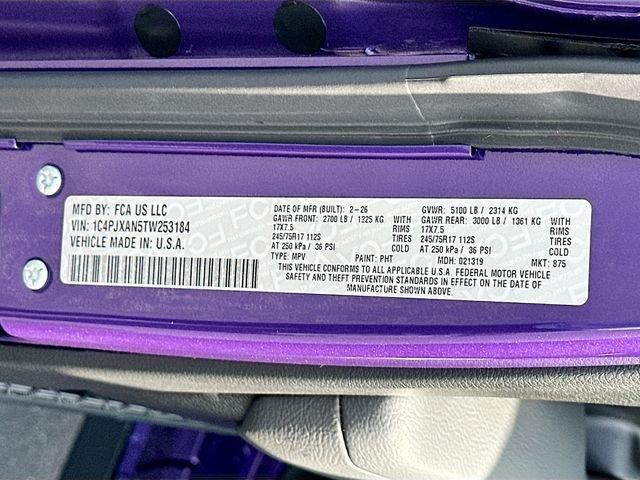 MFD BY: FCA US LLC
VIN: 1C4PJXAN5TW253184
VEHICLE MADE IN: U.S.A.
DATE OF MFR (BUILT): 2-26 GVWR: 5100 LB / 2314 KG
GAWR FRONT: 2700 LB / 1225 KG GAWR REAR: 3000 LB / 1361 KG
17X7.5 RIMS 17X7.5 RIMS
245/75R17 112S TIRES 245/75R17 112S TIRES
AT 250 kPa / 36 PSI COLD AT 250 kPa / 36 PSI COLD
TYPE: MPV PAINT: PHT MDH: 021319 MKT: 875
THIS VEHICLE CONFORMS TO ALL APPLICABLE U.S.A. FEDERAL MOTOR VEHICLE
SAFETY AND THEFT PREVENTION STANDARDS IN EFFECT ON THE DATE OF
MANUFACTURE SHOWN ABOVE.